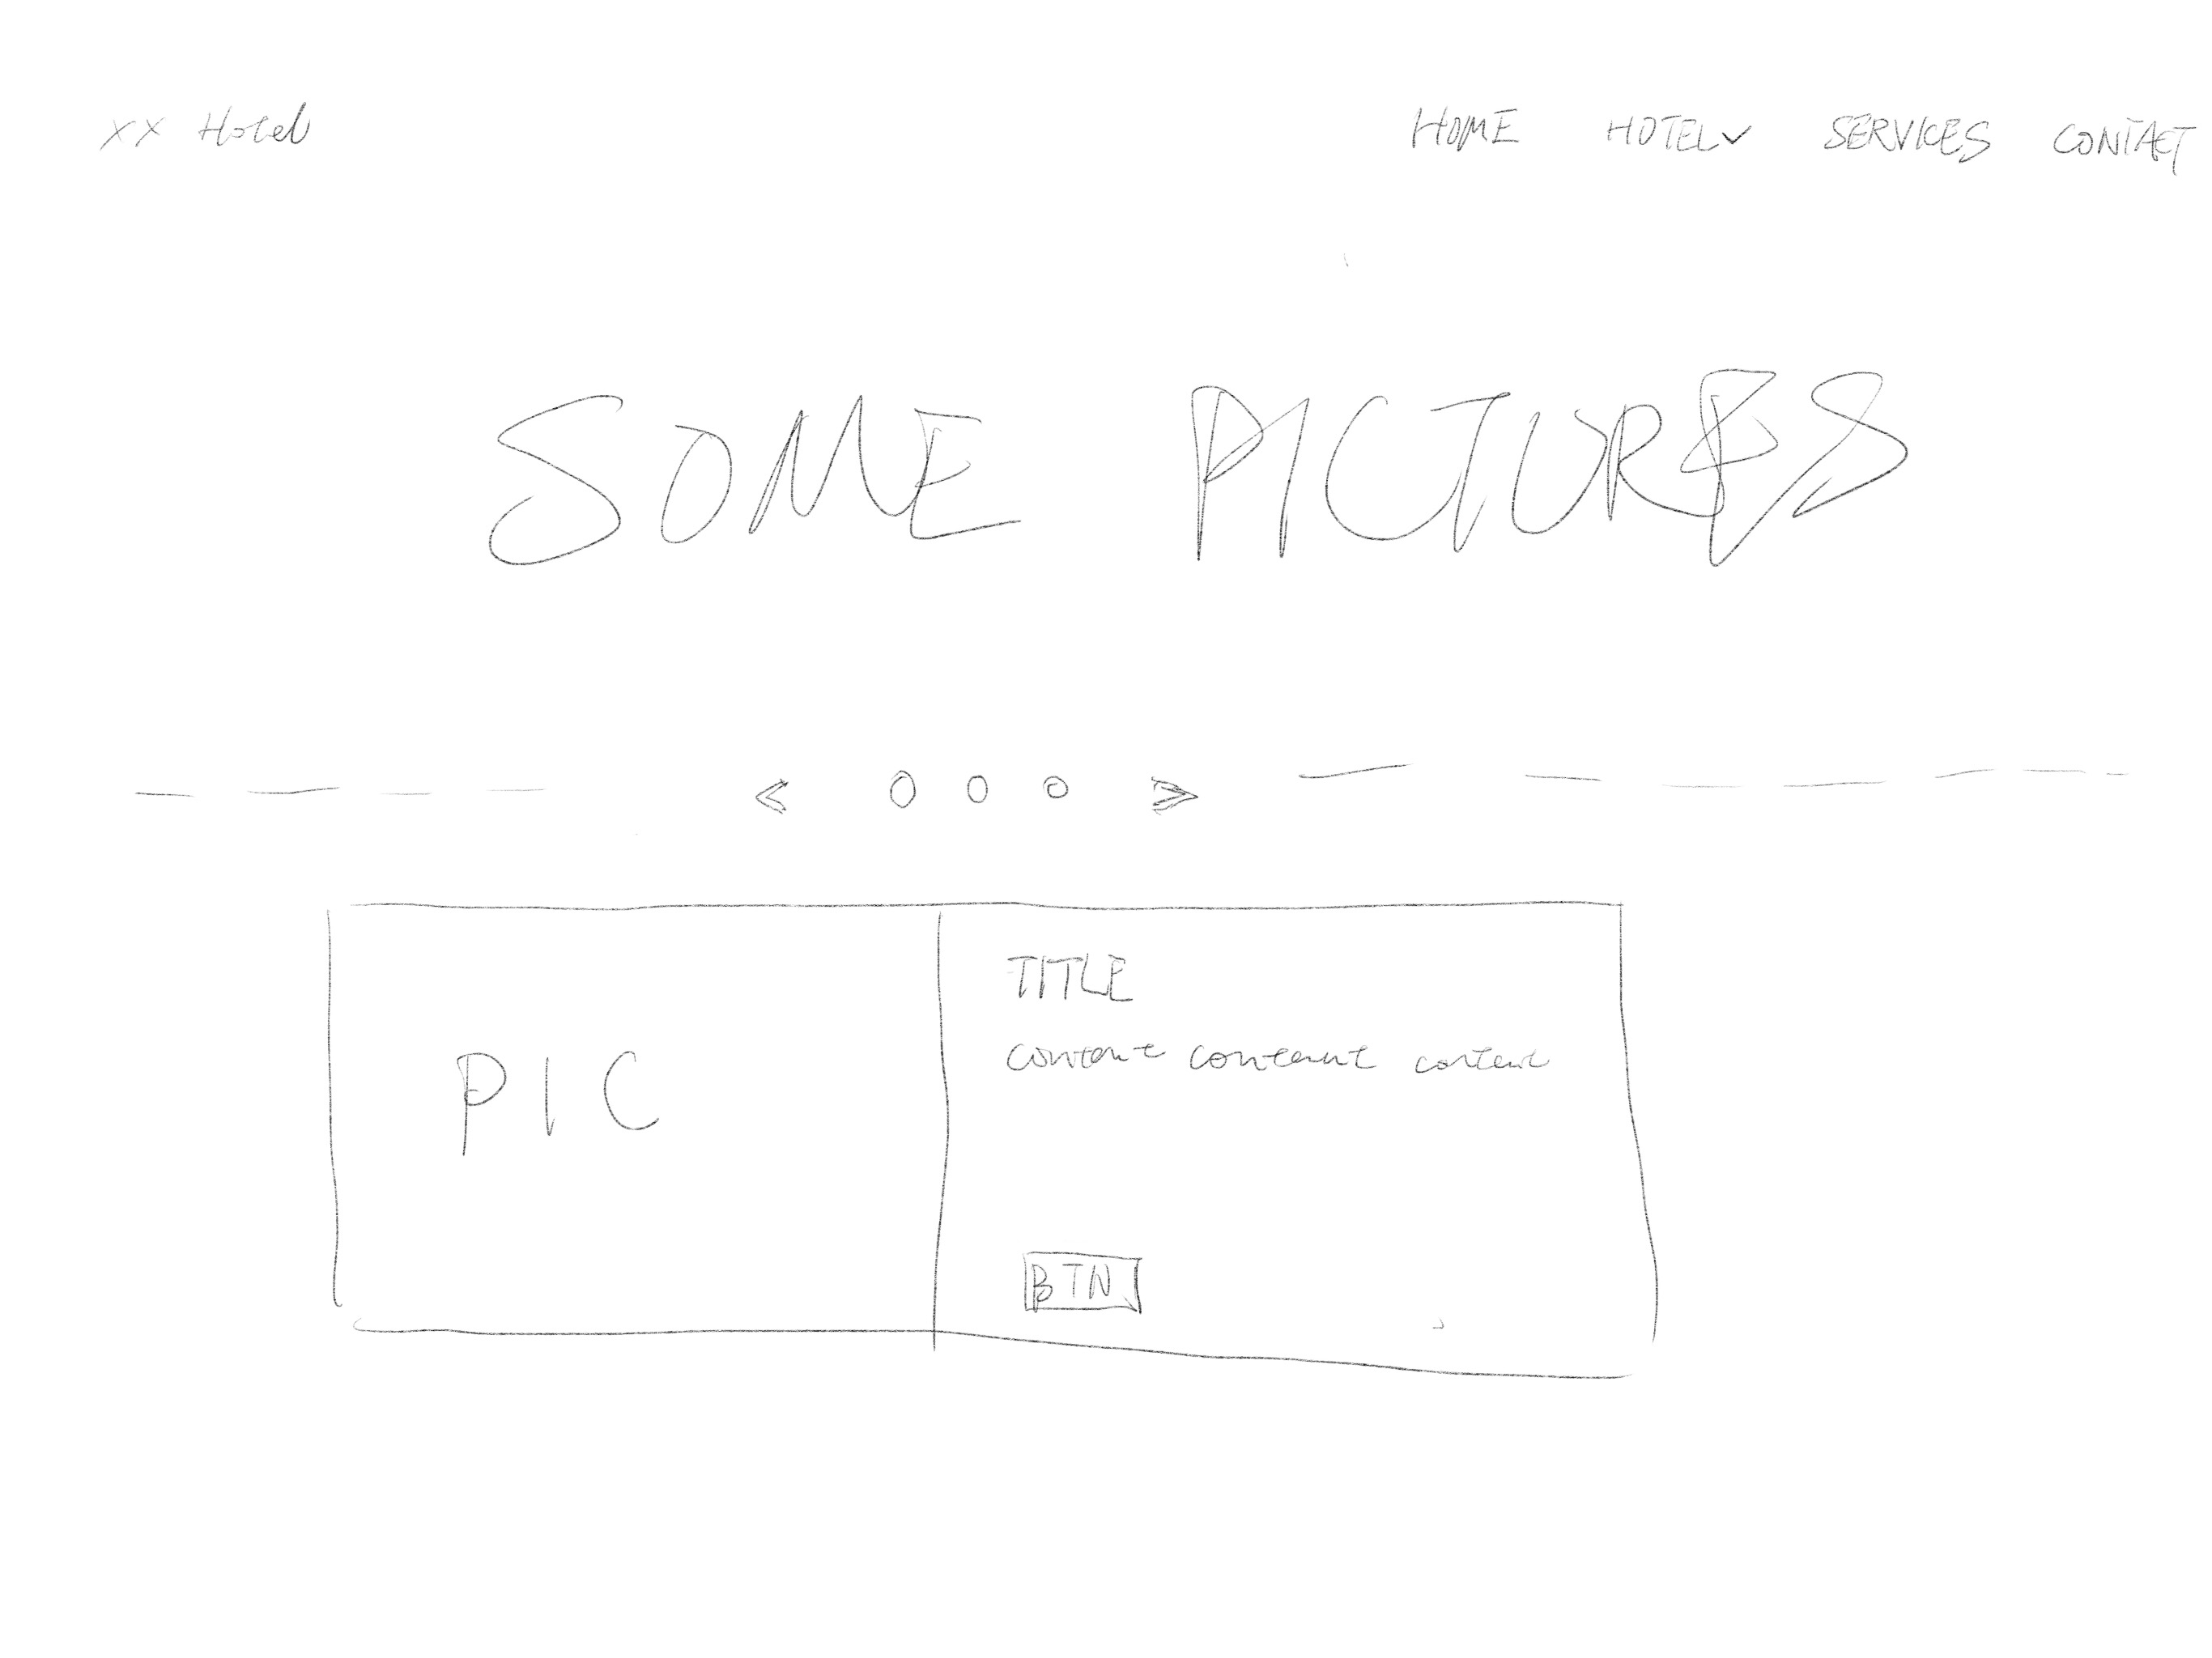 XX Hotel HOME HOTEL SERVICES CONTACT
SOME PICTURES
< O O O >
PIC
TITLE
content content content
BTN